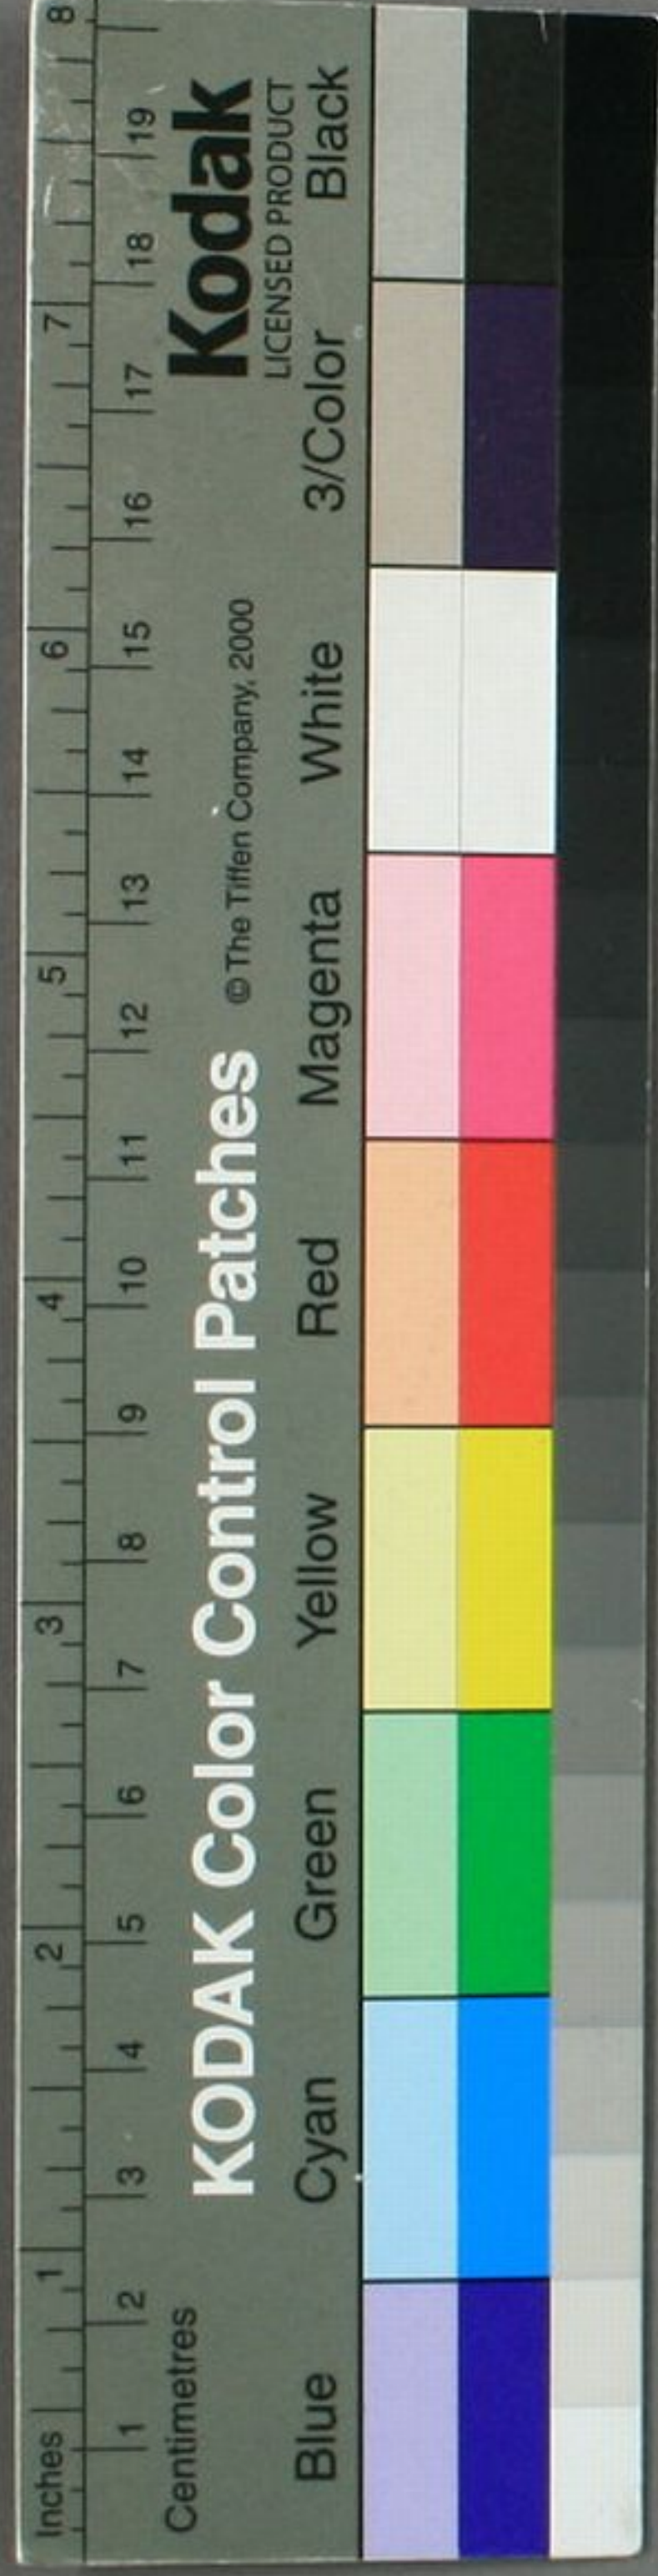 Inches 1 2 3 4 5 6 7 8
1 2 3 4 5 6 7 8 9 10 11 12 13 14 15 16 17 18 19
Centimetres
KODAK Color Control Patches
© The Tiffen Company, 2000
Kodak
LICENSED PRODUCT
Blue Cyan Green Yellow Red Magenta White 3/Color Black